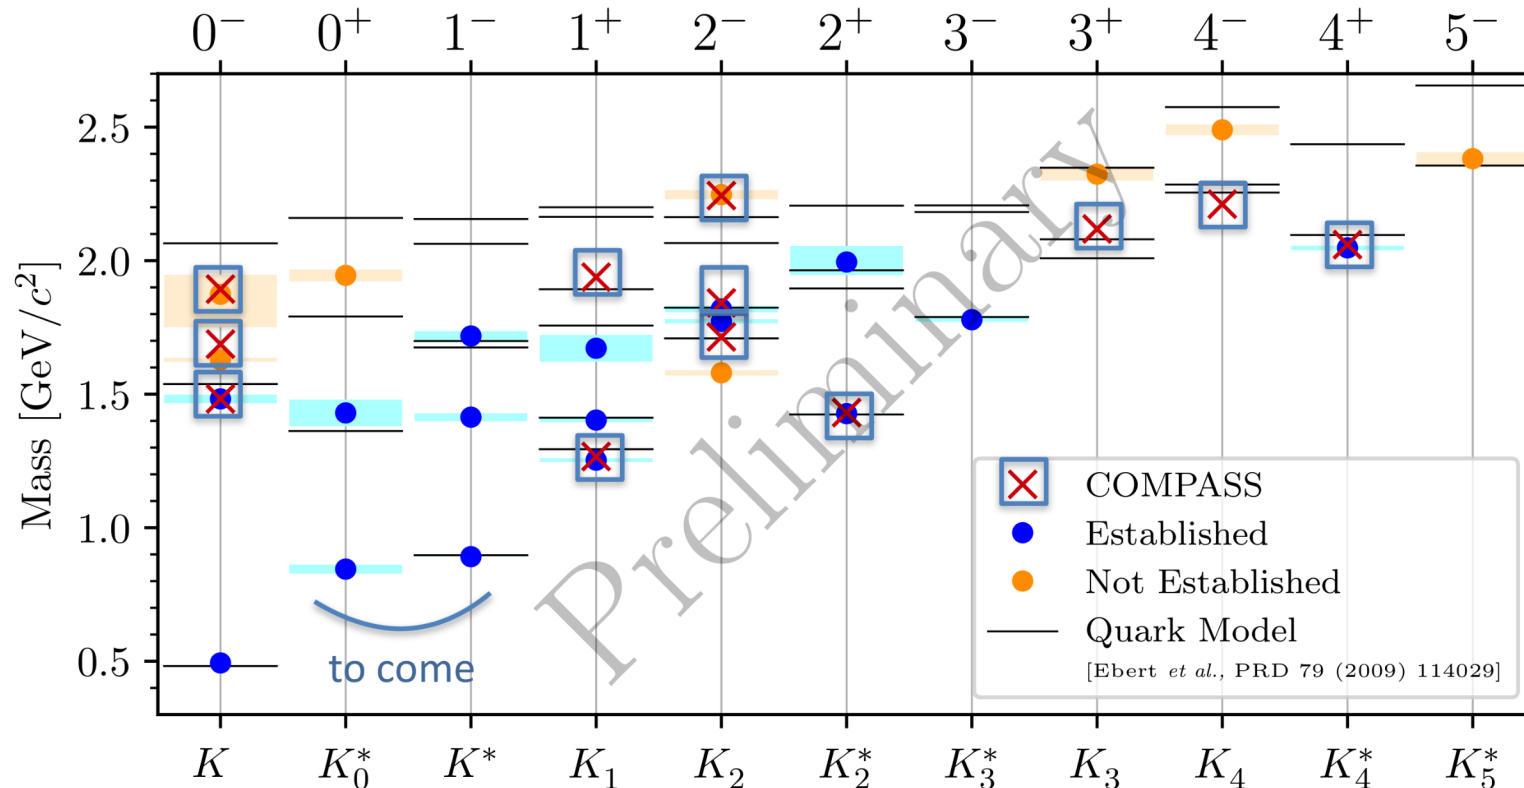 0⁻ 0⁺ 1⁻ 1⁺ 2⁻ 2⁺ 3⁻ 3⁺ 4⁻ 4⁺ 5⁻
Mass [GeV/c²]
2.5
2.0
1.5
1.0
0.5
Preliminary
to come
COMPASS
Established
Not Established
Quark Model
[Ebert et al., PRD 79 (2009) 114029]
K K₀* K* K₁ K₂ K₂* K₃* K₃ K₄ K₄* K₅*